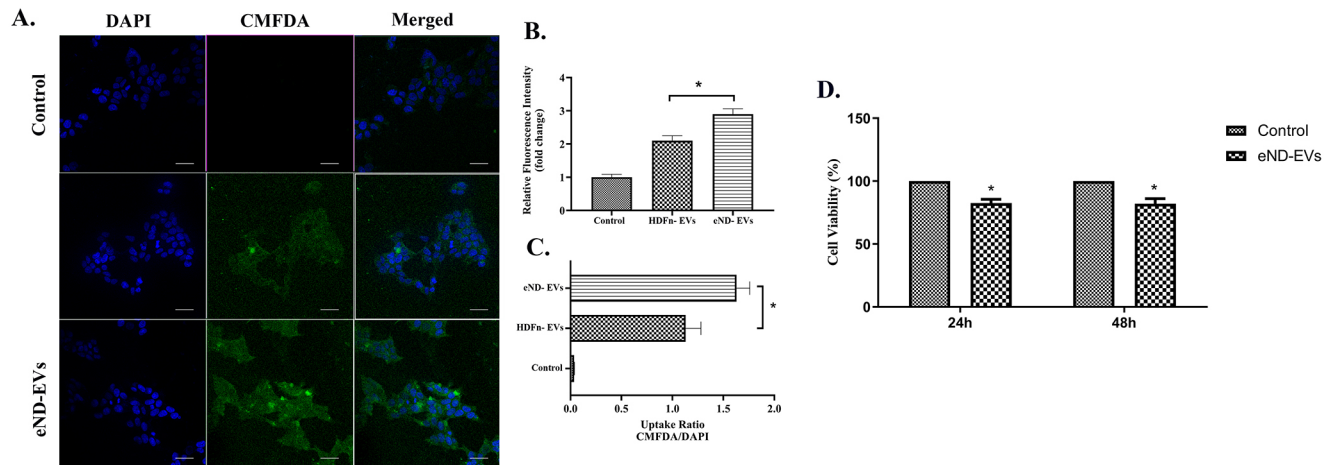 A.
DAPI
CMFDA
Merged
Control
eND-EVs
B.
Relative Fluorescence Intensity
(fold change)
4
3
2
1
0
*
Control
HDFn- EVs
eND- EVs
C.
eND- EVs
HDFn- EVs
Control
*
0.0
0.5
1.0
1.5
2.0
Uptake Ratio
CMFDA/DAPI
D.
Cell Viability (%)
150
100
50
0
*
*
24h
48h
Control
eND-EVs